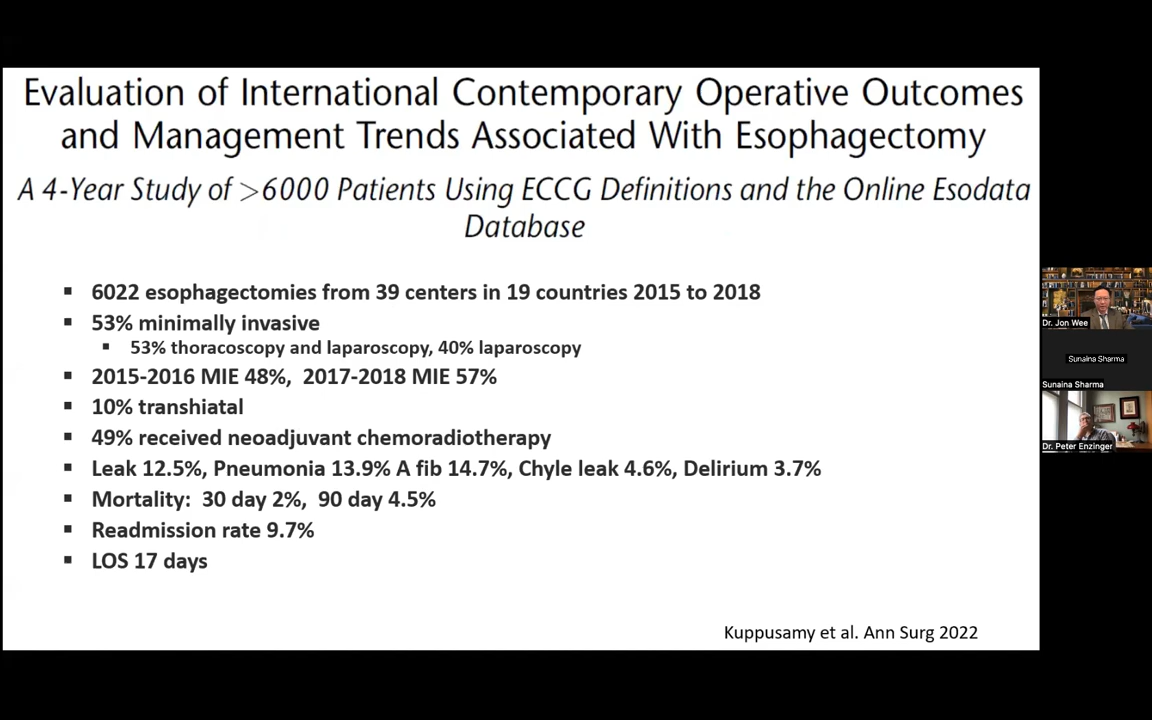 Evaluation of International Contemporary Operative Outcomes
and Management Trends Associated With Esophagectomy
A 4-Year Study of >6000 Patients Using ECCG Definitions and the Online Esodata
Database
▪ 6022 esophagectomies from 39 centers in 19 countries 2015 to 2018
▪ 53% minimally invasive
▪ 53% thoracoscopy and laparoscopy, 40% laparoscopy
▪ 2015-2016 MIE 48%, 2017-2018 MIE 57%
▪ 10% transhiatal
▪ 49% received neoadjuvant chemoradiotherapy
▪ Leak 12.5%, Pneumonia 13.9% A fib 14.7%, Chyle leak 4.6%, Delirium 3.7%
▪ Mortality: 30 day 2%, 90 day 4.5%
▪ Readmission rate 9.7%
▪ LOS 17 days
Kuppusamy et al. Ann Surg 2022
Dr. Jon Wee
Sunaina Sharma
Sunaina Sharma
Dr. Peter Enzinger